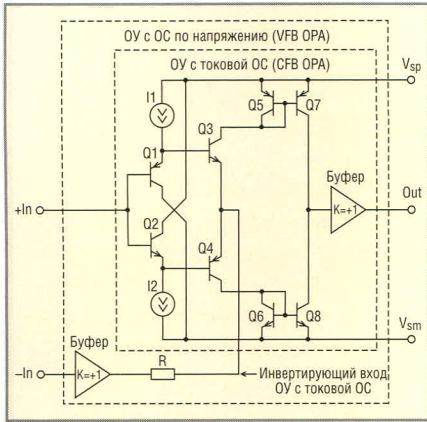 ОУ с ОС по напряжению (VFB OPA)
ОУ с токовой ОС (CFB OPA)
Vsp
I1
Q5
Q7
Q3
Q1
Буфер
K=+1
Out
+In
Q2
Q4
I2
Q6
Q8
Vsm
Буфер
–In
K=+1
R
Инвертирующий вход
ОУ с токовой ОС